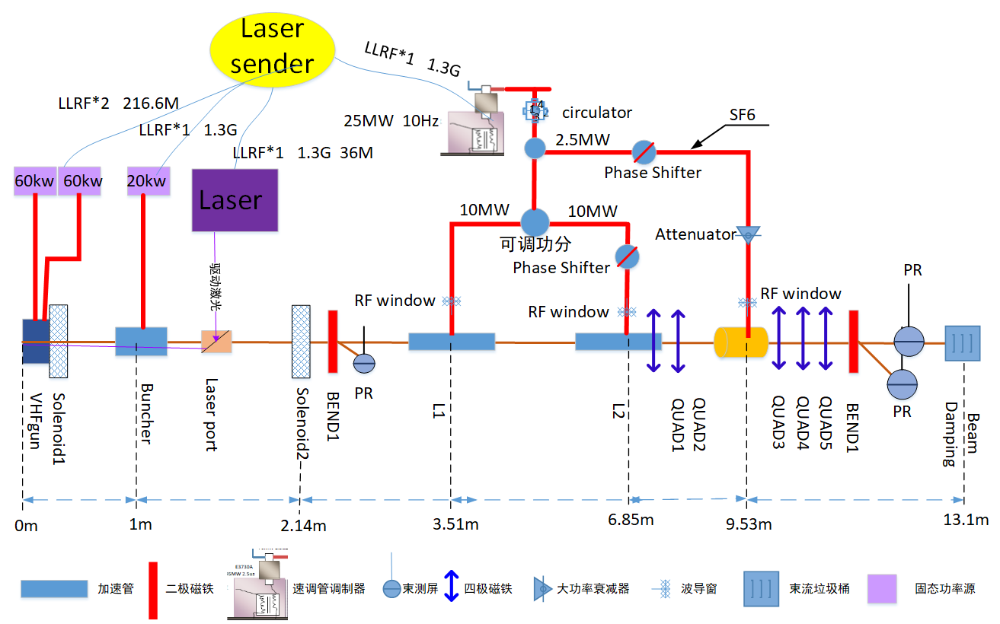 Laser
sender
LLRF*1 1.3G
LLRF*2 216.6M
LLRF*1 1.3G
25MW 10Hz
circulator
SF6
2.5MW
LLRF*1 1.3G 36M
Phase Shifter
60kw
60kw
20kw
Laser
10MW
10MW
可调功分
Attenuator
Phase Shifter
驱动激光
PR
RF window
RF window
RF window
PR
PR
VHFgun
Solenoid1
Buncher
Laser port
Solenoid2
BEND1
L1
L2
QUAD1
QUAD2
QUAD3
QUAD4
QUAD5
BEND1
Beam
Damping
0m
1m
2.14m
3.51m
6.85m
9.53m
13.1m
E3730A
加速管
二极磁铁
速调管调制器
束测屏
四极磁铁
大功率衰减器
波导窗
束流垃圾桶
固态功率源